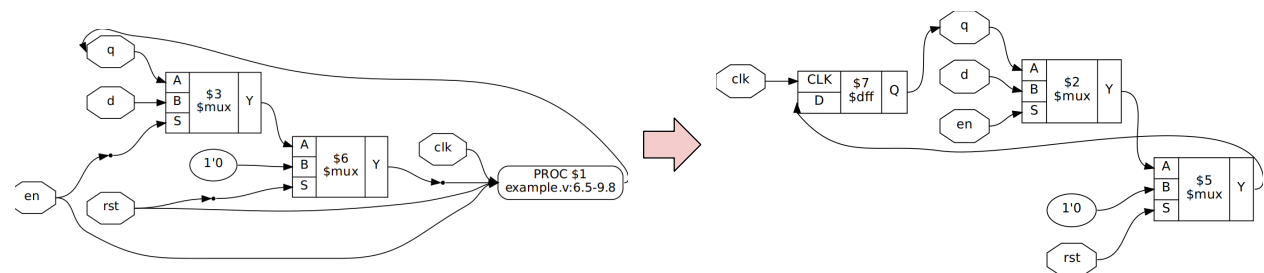 q
d
en
A
B
S
$3
$mux
Y
1'0
rst
A
B
S
$6
$mux
Y
clk
PROC $1
example.v:6.5-9.8
clk
CLK
D
$7
$dff
Q
q
d
en
A
B
S
$2
$mux
Y
1'0
rst
A
B
S
$5
$mux
Y